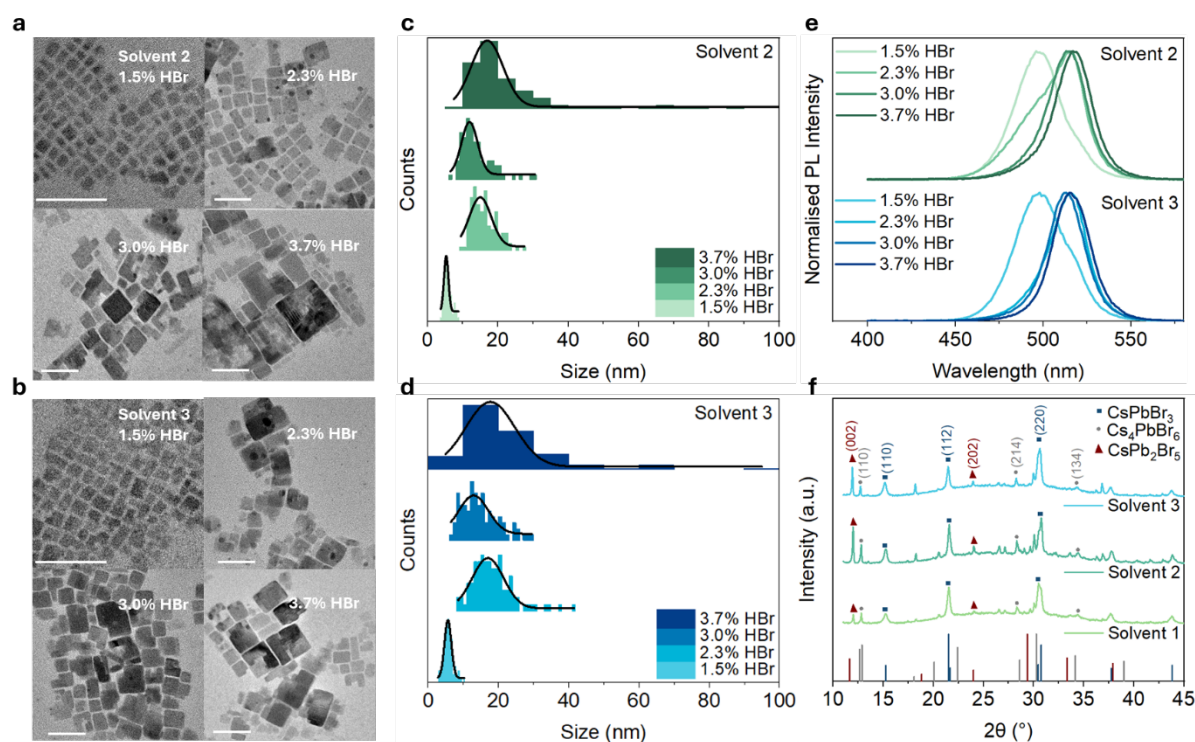 a
Solvent 2
1.5% HBr
2.3% HBr
3.0% HBr
3.7% HBr
b
Solvent 3
1.5% HBr
2.3% HBr
3.0% HBr
3.7% HBr
c
Solvent 2
Counts
3.7% HBr
3.0% HBr
2.3% HBr
1.5% HBr
0 20 40 60 80 100
Size (nm)
d
Solvent 3
Counts
3.7% HBr
3.0% HBr
2.3% HBr
1.5% HBr
0 20 40 60 80 100
Size (nm)
e
Normalised PL Intensity
1.5% HBr
2.3% HBr
3.0% HBr
3.7% HBr
Solvent 2
1.5% HBr
2.3% HBr
3.0% HBr
3.7% HBr
Solvent 3
400 450 500 550
Wavelength (nm)
f
Intensity (a.u.)
(002)
(110)
(110)
(112)
(202)
(214)
(220)
(134)
CsPbBr₃
Cs₄PbBr₆
CsPb₂Br₅
Solvent 3
Solvent 2
Solvent 1
10 15 20 25 30 35 40 45
2θ (°)